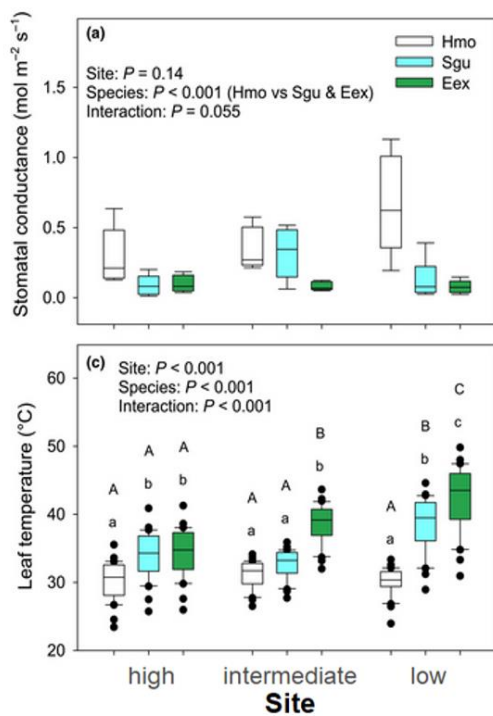 (a)
Hmo
Sgu
Eex
Site: P = 0.14
Species: P < 0.001 (Hmo vs Sgu & Eex)
Interaction: P = 0.055
Stomatal conductance (mol m⁻² s⁻¹)
1.5
1.0
0.5
0.0
(c)
Site: P < 0.001
Species: P < 0.001
Interaction: P < 0.001
Leaf temperature (°C)
60
50
40
30
20
A A A A A B A B C
a b b a a b a b c
high intermediate low
Site